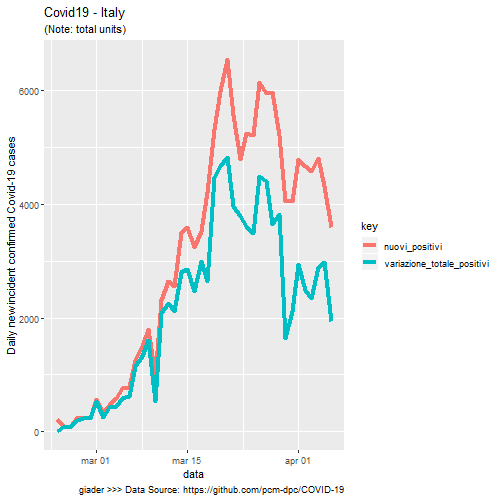 Covid19 - Italy
(Note: total units)
Daily new/incident confirmed Covid-19 cases
6000
4000
2000
0
mar 01
mar 15
apr 01
data
key
nuovi_positivi
variazione_totale_positivi
giader >>> Data Source: https://github.com/pcm-dpc/COVID-19